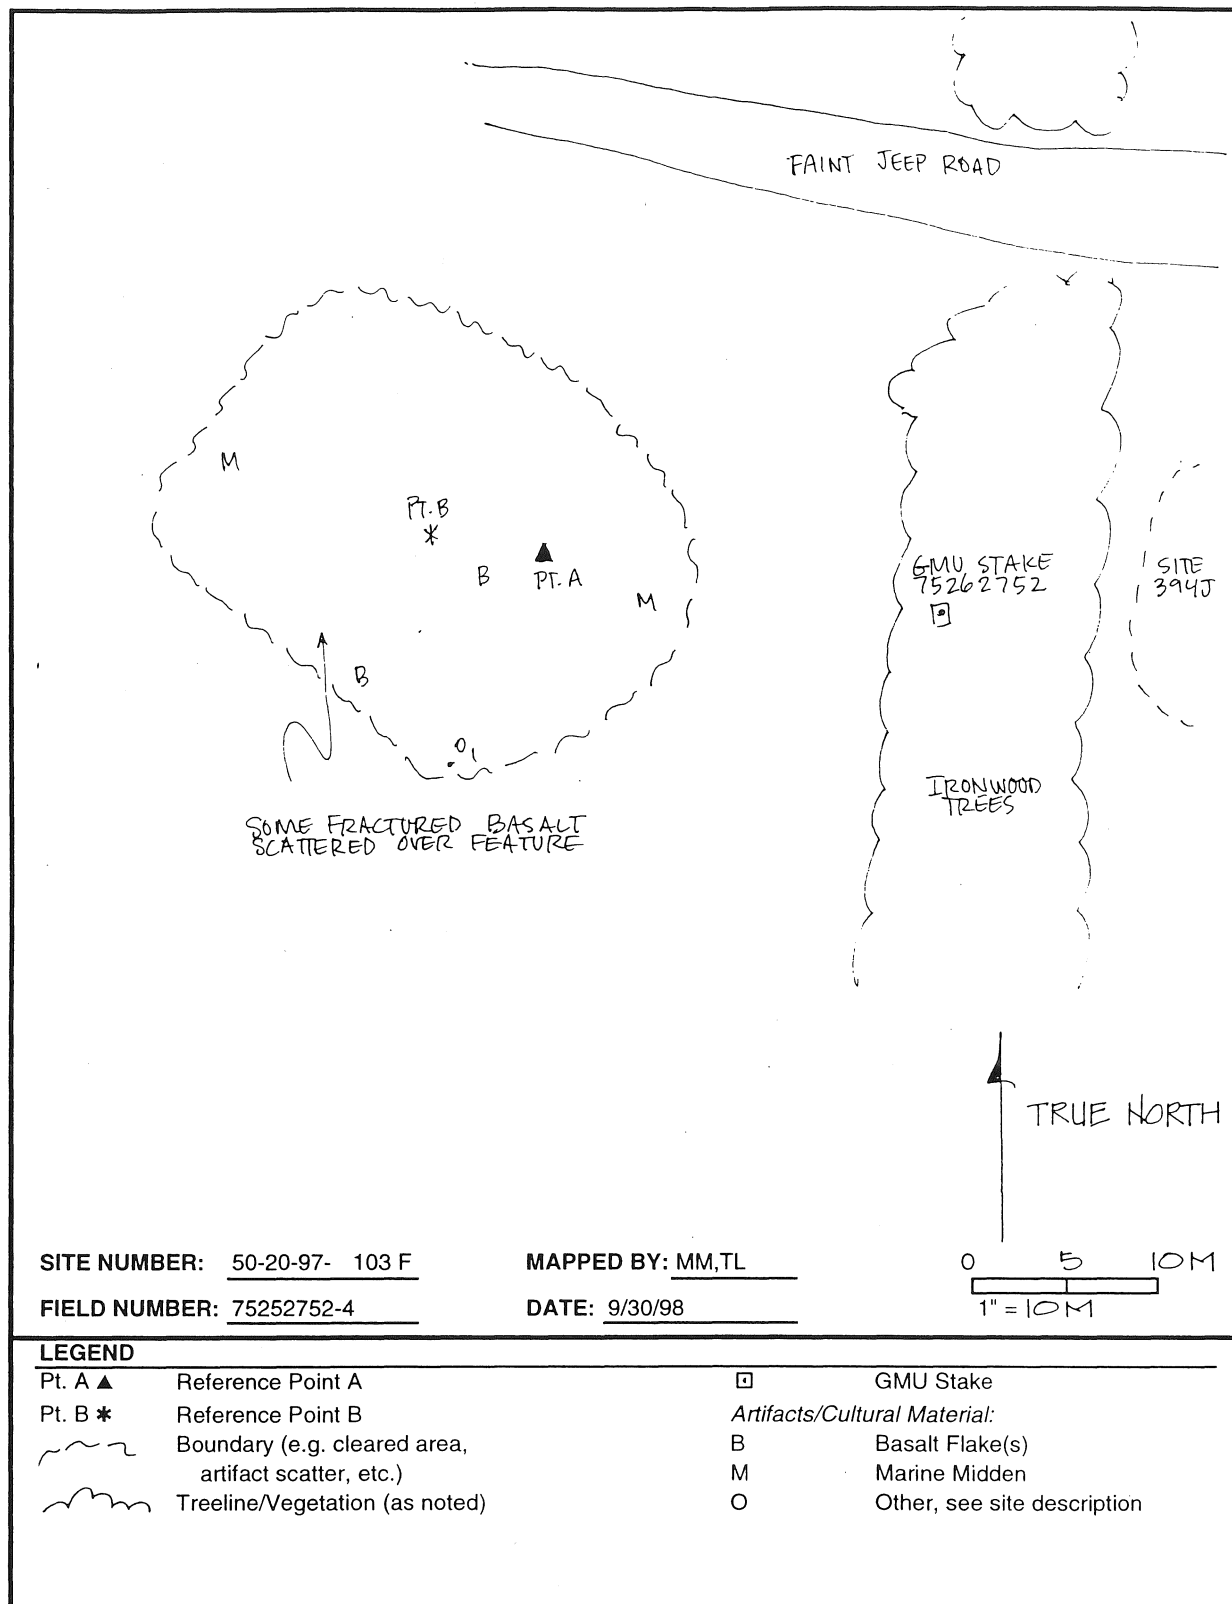 FAINT JEEP ROAD
M
PT. B
B
PT. A
M
GMU STAKE
75262752
SITE
394J
B
O1
IRONWOOD
TREES
SOME FRACTURED BASALT
SCATTERED OVER FEATURE
TRUE NORTH
SITE NUMBER: 50-20-97- 103 F
MAPPED BY: MM,TL
0 5 10 M
FIELD NUMBER: 75252752-4
DATE: 9/30/98
1" = 10 M
LEGEND
Pt. A ▲ Reference Point A
GMU Stake
Pt. B * Reference Point B
Artifacts/Cultural Material:
Boundary (e.g. cleared area,
artifact scatter, etc.)
B Basalt Flake(s)
M Marine Midden
Treeline/Vegetation (as noted)
O Other, see site description